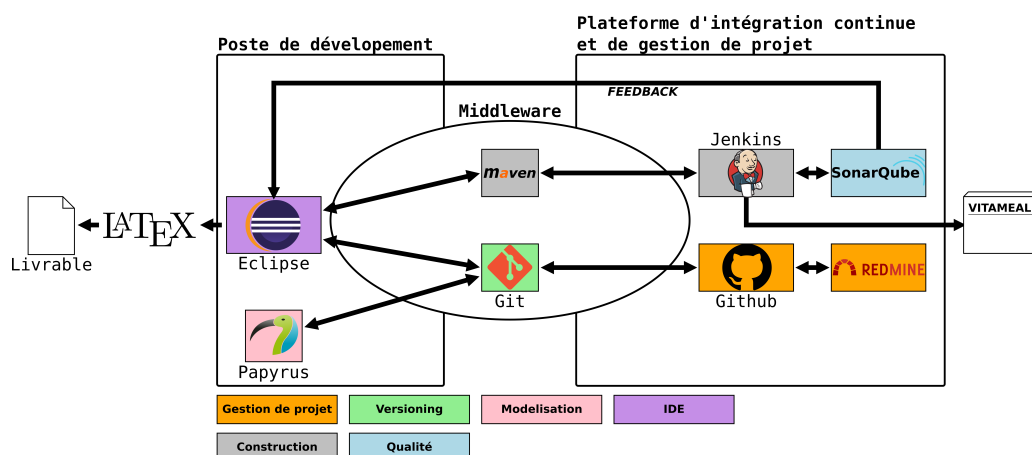 Plateforme d'intégration continue
et de gestion de projet
Poste de dévelopement
FEEDBACK
Middleware
Jenkins
maven
SonarQube
VITAMEAL
LATEX
Livrable
Eclipse
REDMINE
Git
Github
Papyrus
Gestion de projet
Versioning
Modelisation
IDE
Construction
Qualité